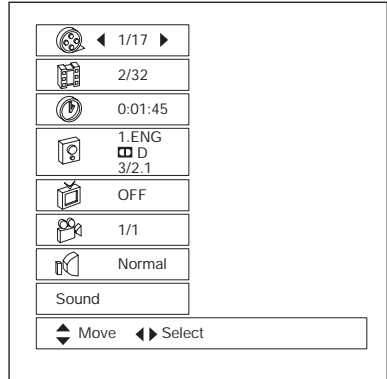 1/17
2/32
0:01:45
1.ENG
D
3/2.1
OFF
1/1
Normal
Sound
Move Select